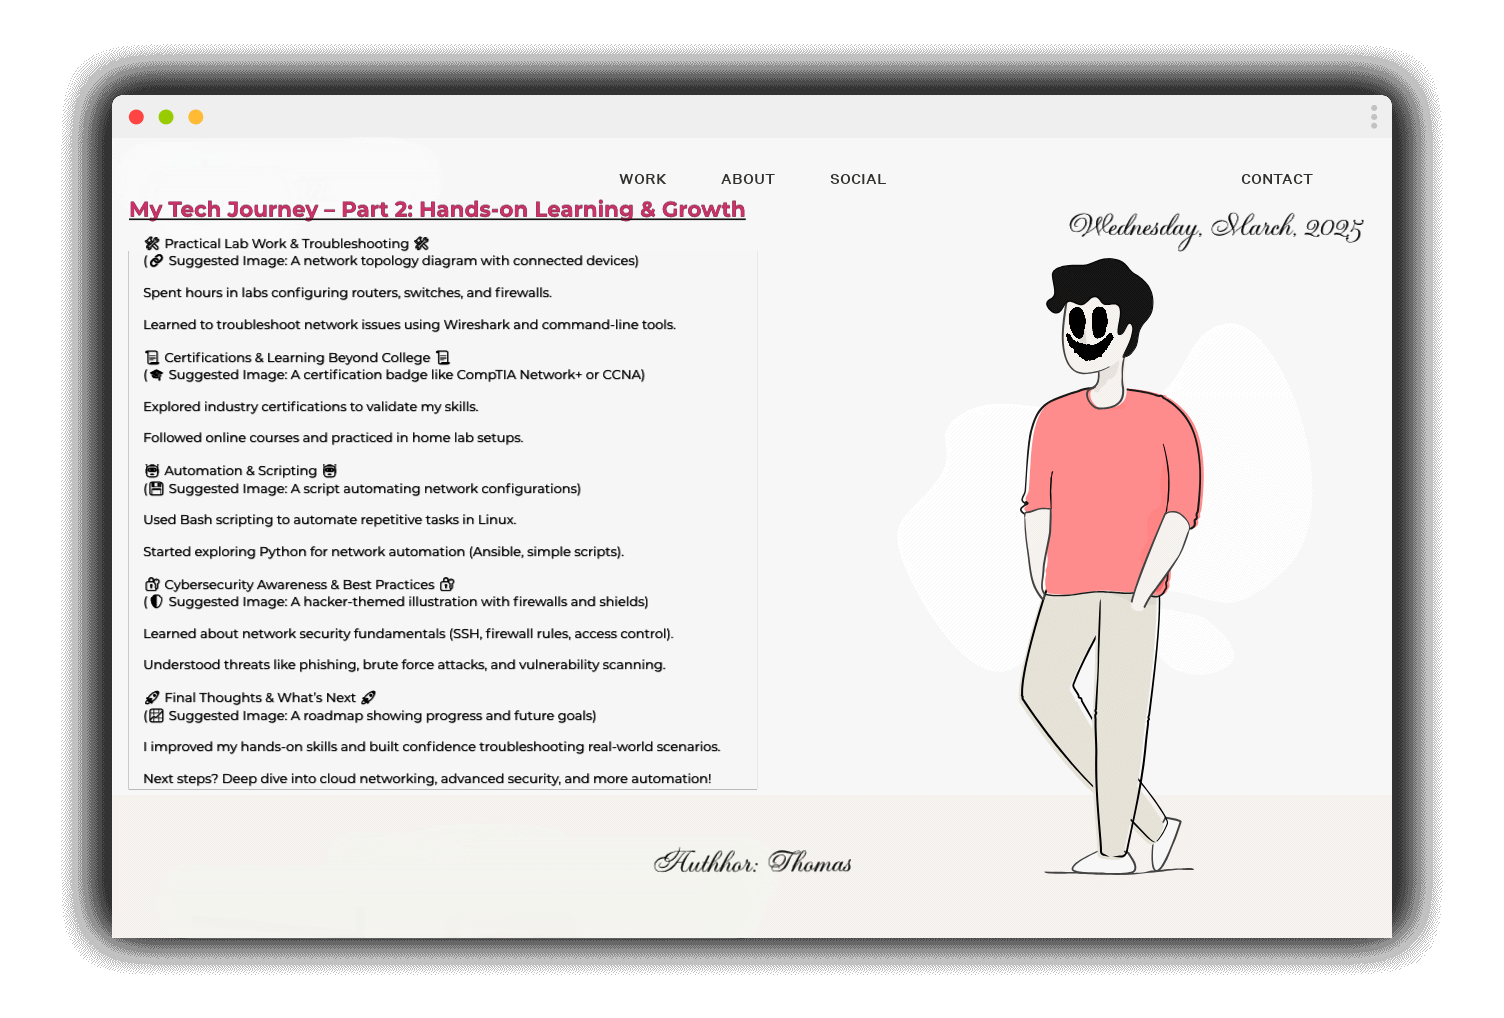 WORK ABOUT SOCIAL CONTACT
My Tech Journey – Part 2: Hands-on Learning & Growth
Wednesday, March, 2025
🛠 Practical Lab Work & Troubleshooting 🛠
(🔗 Suggested Image: A network topology diagram with connected devices)
Spent hours in labs configuring routers, switches, and firewalls.
Learned to troubleshoot network issues using Wireshark and command-line tools.
📜 Certifications & Learning Beyond College 📜
(🎓 Suggested Image: A certification badge like CompTIA Network+ or CCNA)
Explored industry certifications to validate my skills.
Followed online courses and practiced in home lab setups.
🤖 Automation & Scripting 🤖
(💾 Suggested Image: A script automating network configurations)
Used Bash scripting to automate repetitive tasks in Linux.
Started exploring Python for network automation (Ansible, simple scripts).
🔐 Cybersecurity Awareness & Best Practices 🔐
(🛡 Suggested Image: A hacker-themed illustration with firewalls and shields)
Learned about network security fundamentals (SSH, firewall rules, access control).
Understood threats like phishing, brute force attacks, and vulnerability scanning.
🚀 Final Thoughts & What's Next 🚀
(🗺 Suggested Image: A roadmap showing progress and future goals)
I improved my hands-on skills and built confidence troubleshooting real-world scenarios.
Next steps? Deep dive into cloud networking, advanced security, and more automation!
Authhor: Thomas